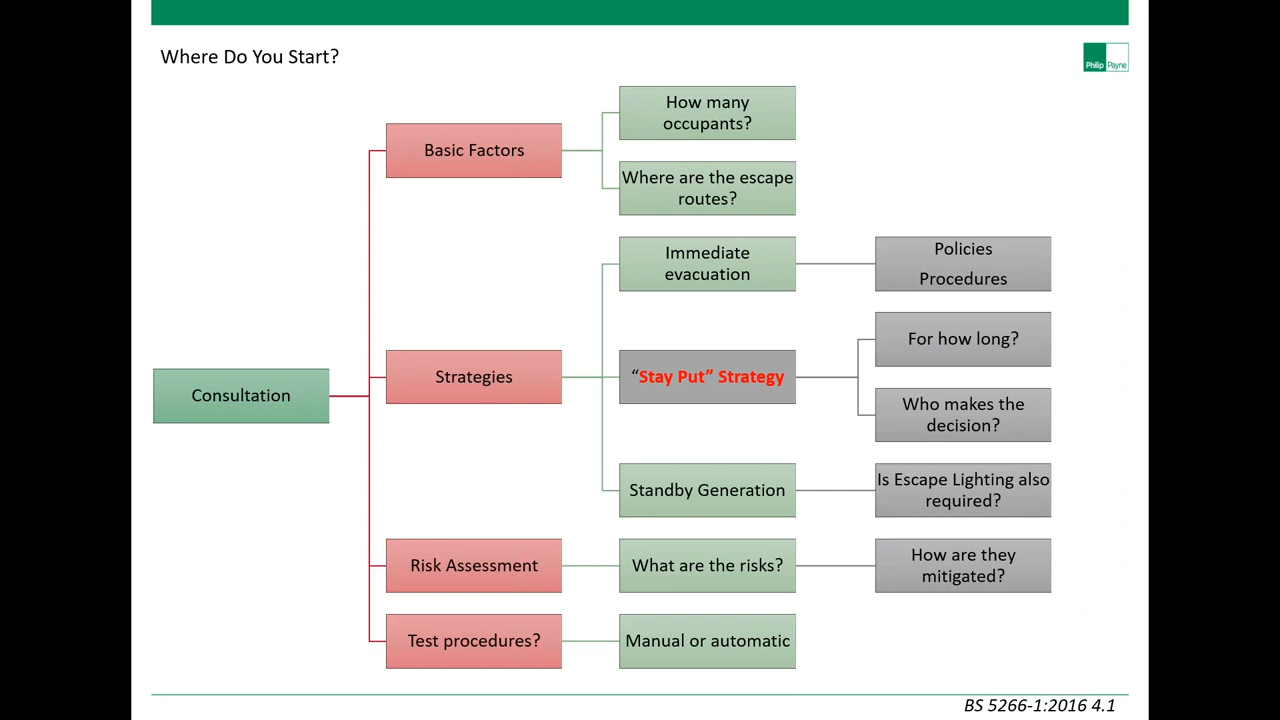 Where Do You Start?
Philip Payne
How many
occupants?
Basic Factors
Where are the escape
routes?
Immediate
evacuation
Policies
Procedures
For how long?
Strategies
“Stay Put” Strategy
Consultation
Who makes the
decision?
Standby Generation
Is Escape Lighting also
required?
Risk Assessment
What are the risks?
How are they
mitigated?
Test procedures?
Manual or automatic
BS 5266-1:2016 4.1